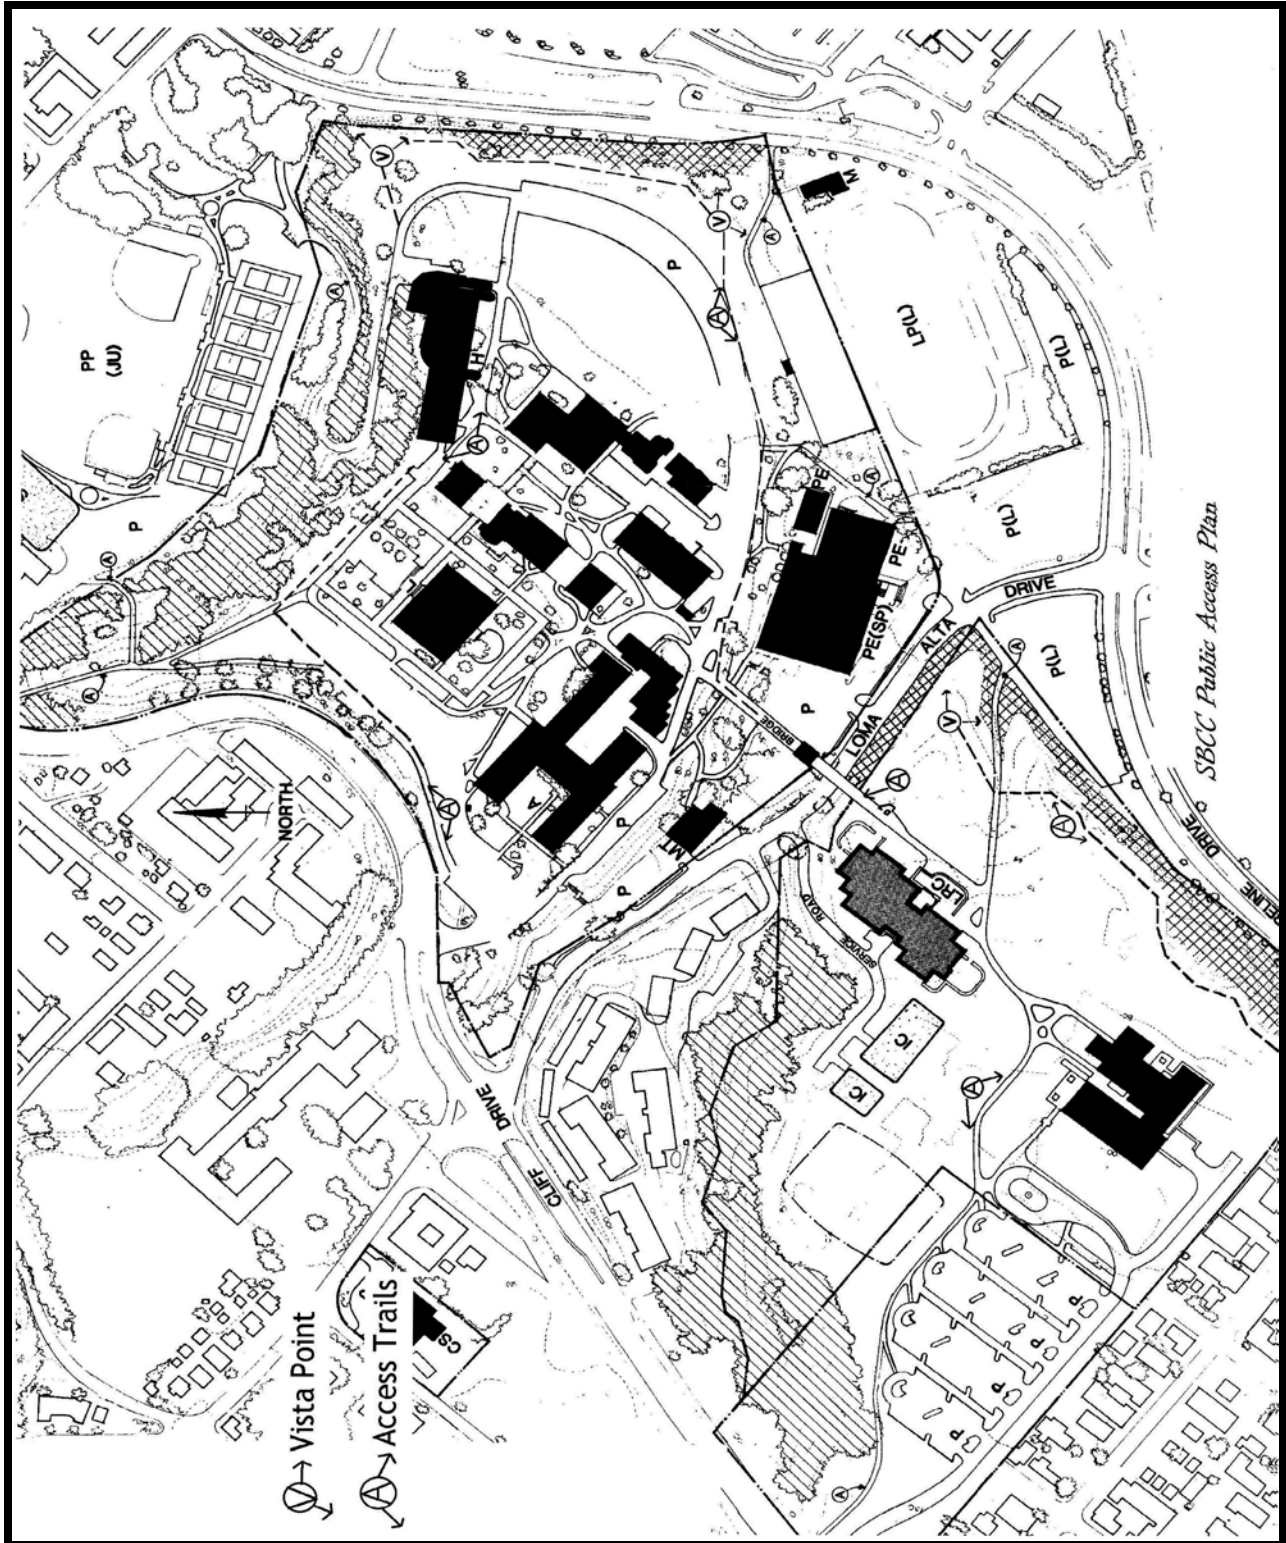 PP
(JU)
V
A
M
V
A
P
A
LP(L)
P(L)
H
A
P
A
PE
A
P(L)
DRIVE
PE
PE(SP)
ALTA
A
P(L)
A
NORTH
A
A
P
P
P
MT
P
BRIDGE
LOMA
V
A
A
DRIVE
SHORELINE
ROAD
SERVICE
LRC
IC
IC
A
CLIFF DRIVE
CS
P
P
P
P
A
V Vista Point
A Access Trails
SBCC Public Access Plan